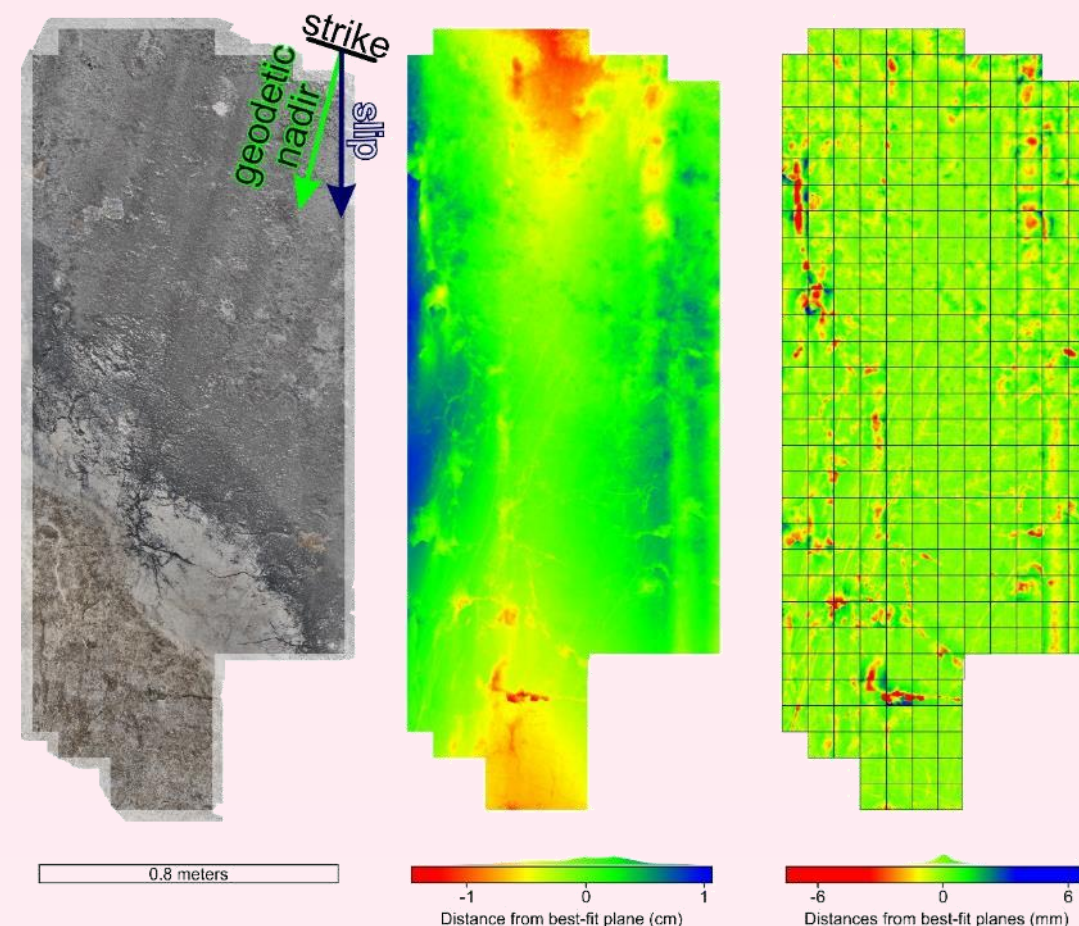 strike
geodetic
nadir
slip
0.8 meters
-1 0 1
Distance from best-fit plane (cm)
-6 0 6
Distances from best-fit planes (mm)